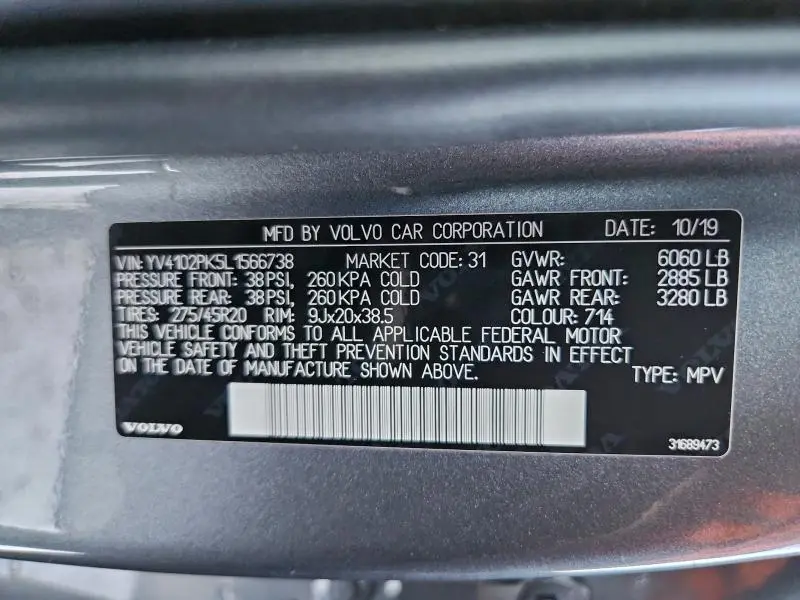 MFD BY VOLVO CAR CORPORATION DATE: 10/19
VIN: YV4102PK5L1566738 MARKET CODE: 31 GVWR: 6060 LB
PRESSURE FRONT: 38 PSI, 260 KPA COLD GAWR FRONT: 2885 LB
PRESSURE REAR: 38 PSI, 260 KPA COLD GAWR REAR: 3280 LB
TIRES: 275/45R20 RIM: 9Jx20x38.5 COLOUR: 714
THIS VEHICLE CONFORMS TO ALL APPLICABLE FEDERAL MOTOR
VEHICLE SAFETY AND THEFT PREVENTION STANDARDS IN EFFECT
ON THE DATE OF MANUFACTURE SHOWN ABOVE. TYPE: MPV
VOLVO 31689473